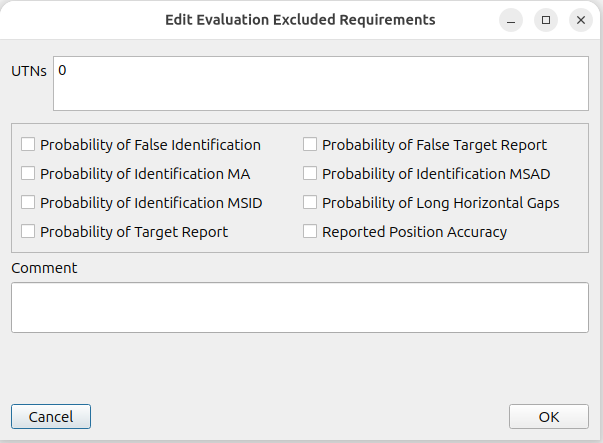 Edit Evaluation Excluded Requirements
UTNs 0
Probability of False Identification Probability of False Target Report
Probability of Identification MA Probability of Identification MSAD
Probability of Identification MSID Probability of Long Horizontal Gaps
Probability of Target Report Reported Position Accuracy
Comment
Cancel OK